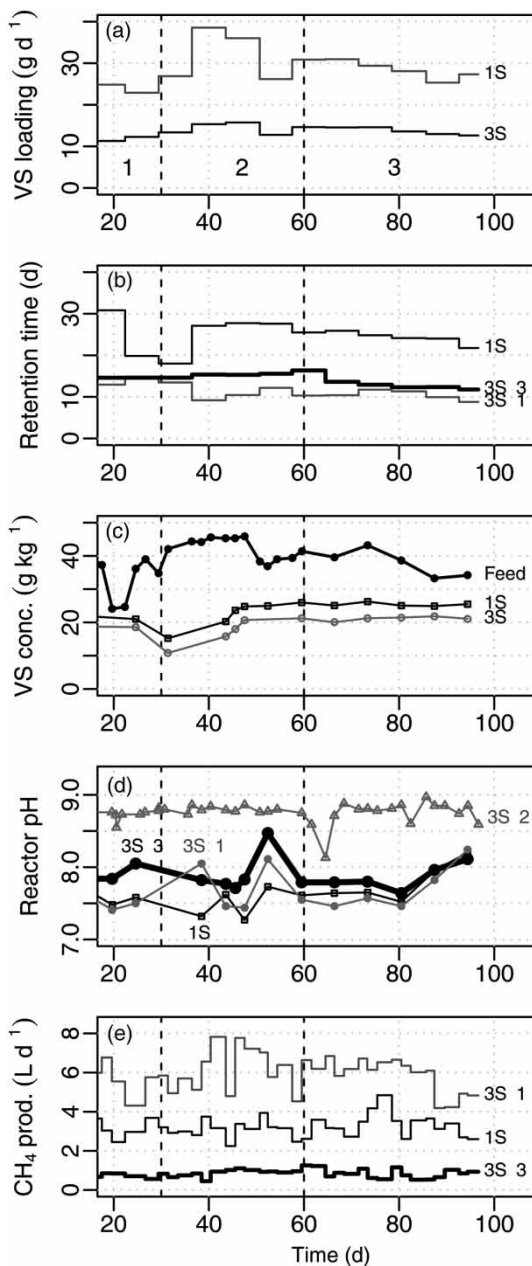 (a)
VS loading (g d⁻¹)
30
10
0
1S
3S
1
2
3
20 40 60 80 100
(b)
Retention time (d)
30
10
0
1S
3S 3
3S 1
20 40 60 80 100
(c)
VS conc. (g kg⁻¹)
40
20
0
Feed
1S
3S
20 40 60 80 100
(d)
Reactor pH
9.0
8.0
7.0
3S 2
3S 3
3S 1
1S
20 40 60 80 100
(e)
CH₄ prod. (L d⁻¹)
8
6
4
2
0
3S 1
1S
3S 3
20 40 60 80 100
Time (d)